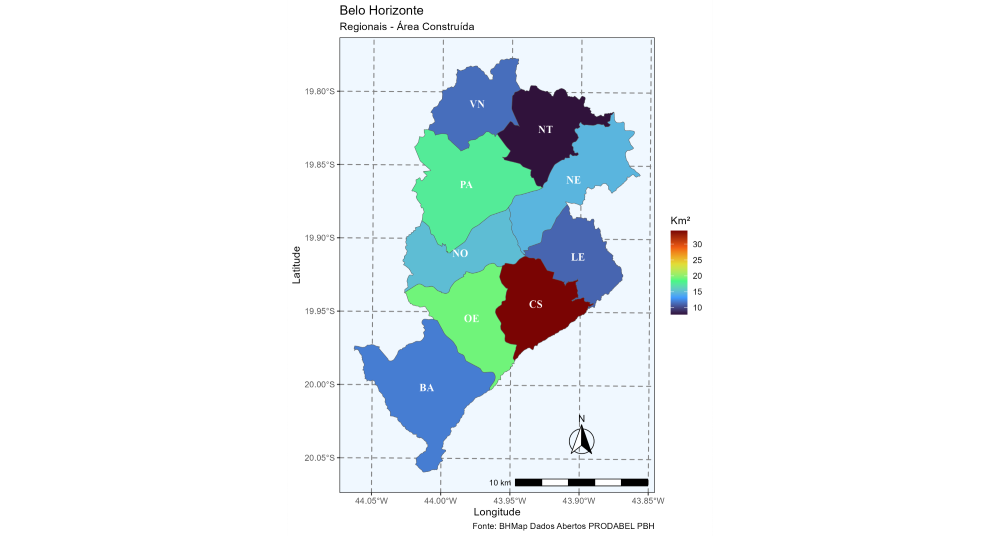 Belo Horizonte
Regionais - Área Construída
19.80°S
19.85°S
19.90°S
19.95°S
20.00°S
20.05°S
Latitude
VN
NT
NE
PA
NO
LE
CS
OE
BA
N
10 km
44.05°W 44.00°W 43.95°W 43.90°W 43.85°W
Longitude
Km²
30
25
20
15
10
Fonte: BHMap Dados Abertos PRODABEL PBH